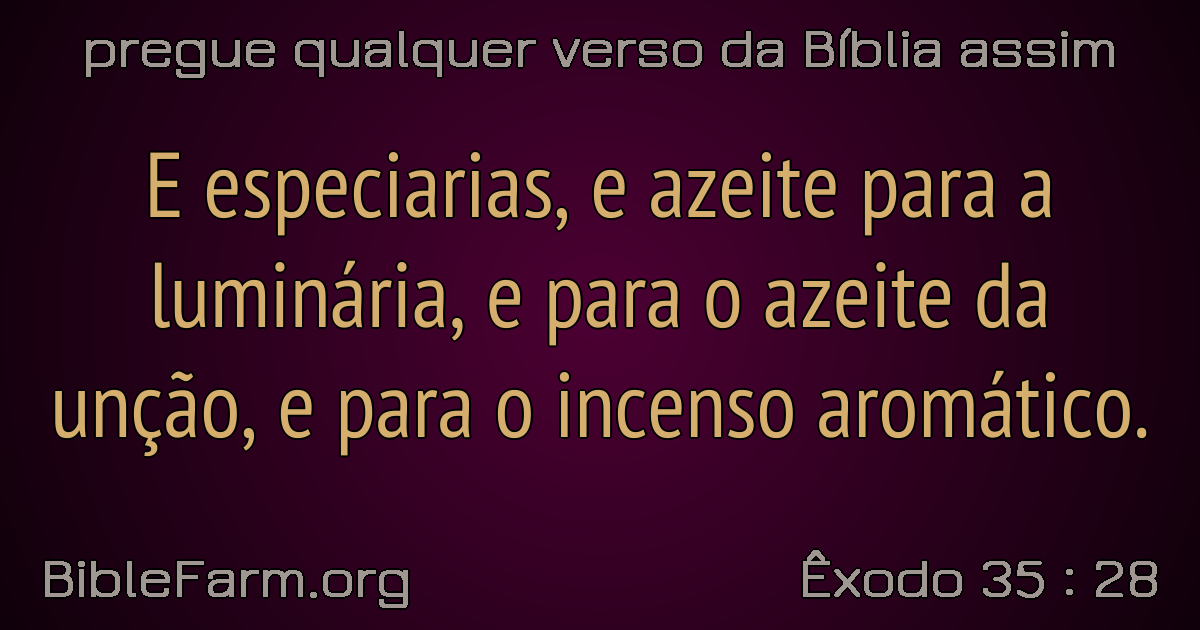 pregue qualquer verso da Bíblia assim
E especiarias, e azeite para a
luminária, e para o azeite da
unção, e para o incenso aromático.
BibleFarm.org
Êxodo 35 : 28